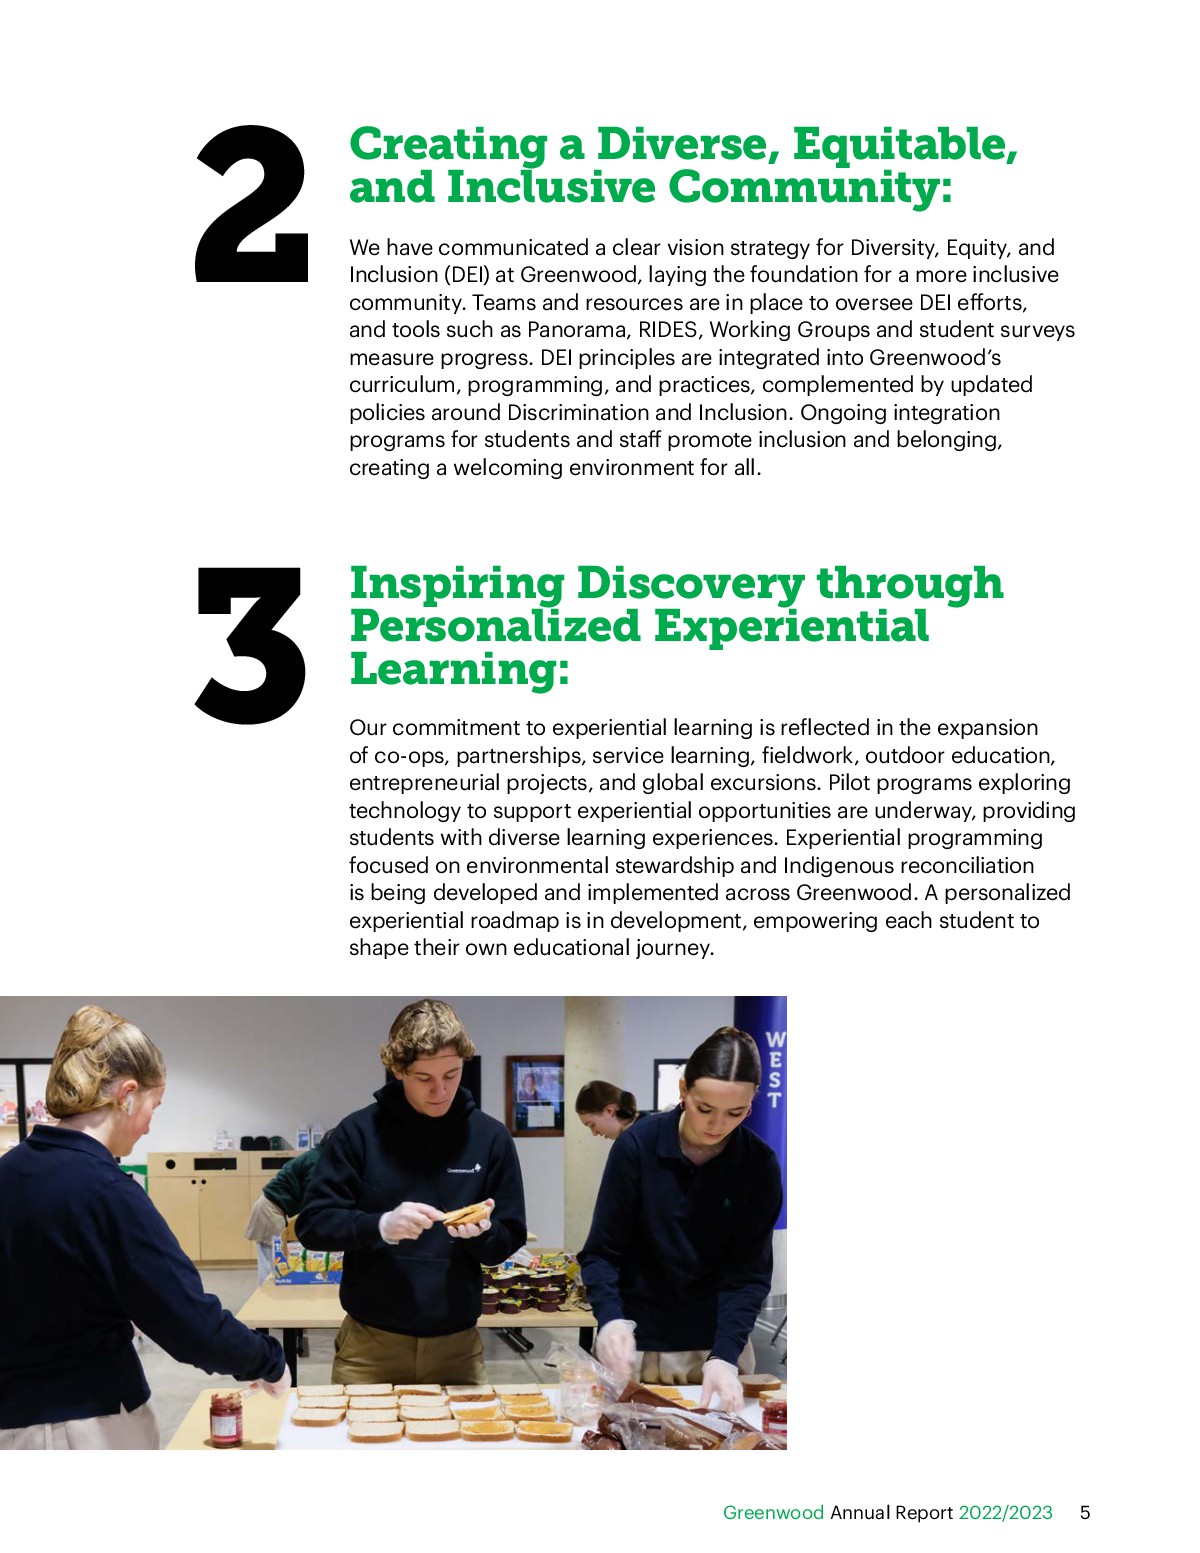 2
Creating a Diverse, Equitable,
and Inclusive Community:
We have communicated a clear vision strategy for Diversity, Equity, and
Inclusion (DEI) at Greenwood, laying the foundation for a more inclusive
community. Teams and resources are in place to oversee DEI efforts,
and tools such as Panorama, RIDES, Working Groups and student surveys
measure progress. DEI principles are integrated into Greenwood’s
curriculum, programming, and practices, complemented by updated
policies around Discrimination and Inclusion. Ongoing integration
programs for students and staff promote inclusion and belonging,
creating a welcoming environment for all.
3
Inspiring Discovery through
Personalized Experiential
Learning:
Our commitment to experiential learning is reflected in the expansion
of co-ops, partnerships, service learning, fieldwork, outdoor education,
entrepreneurial projects, and global excursions. Pilot programs exploring
technology to support experiential opportunities are underway, providing
students with diverse learning experiences. Experiential programming
focused on environmental stewardship and Indigenous reconciliation
is being developed and implemented across Greenwood. A personalized
experiential roadmap is in development, empowering each student to
shape their own educational journey.
WEST
Greenwood
Greenwood Annual Report 2022/2023 5